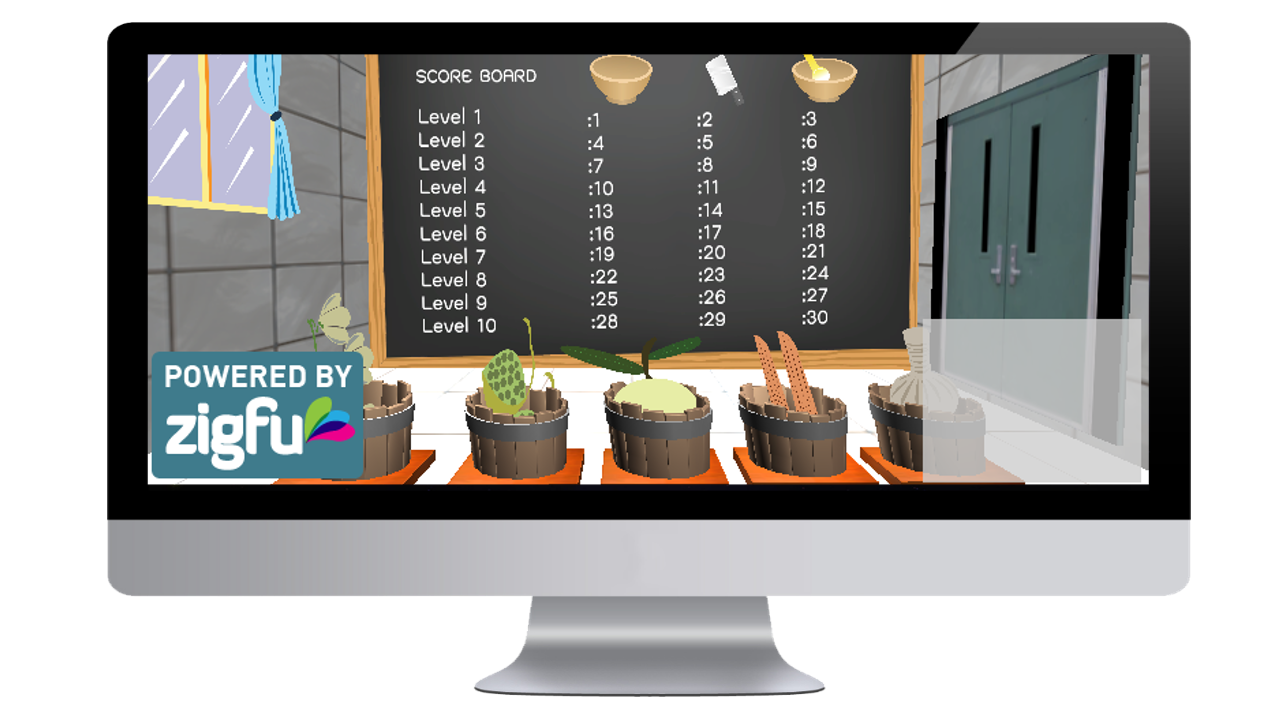 SCORE BOARD
Level 1 :1 :2 :3
Level 2 :4 :5 :6
Level 3 :7 :8 :9
Level 4 :10 :11 :12
Level 5 :13 :14 :15
Level 6 :16 :17 :18
Level 7 :19 :20 :21
Level 8 :22 :23 :24
Level 9 :25 :26 :27
Level 10 :28 :29 :30
POWERED BY
zigfu